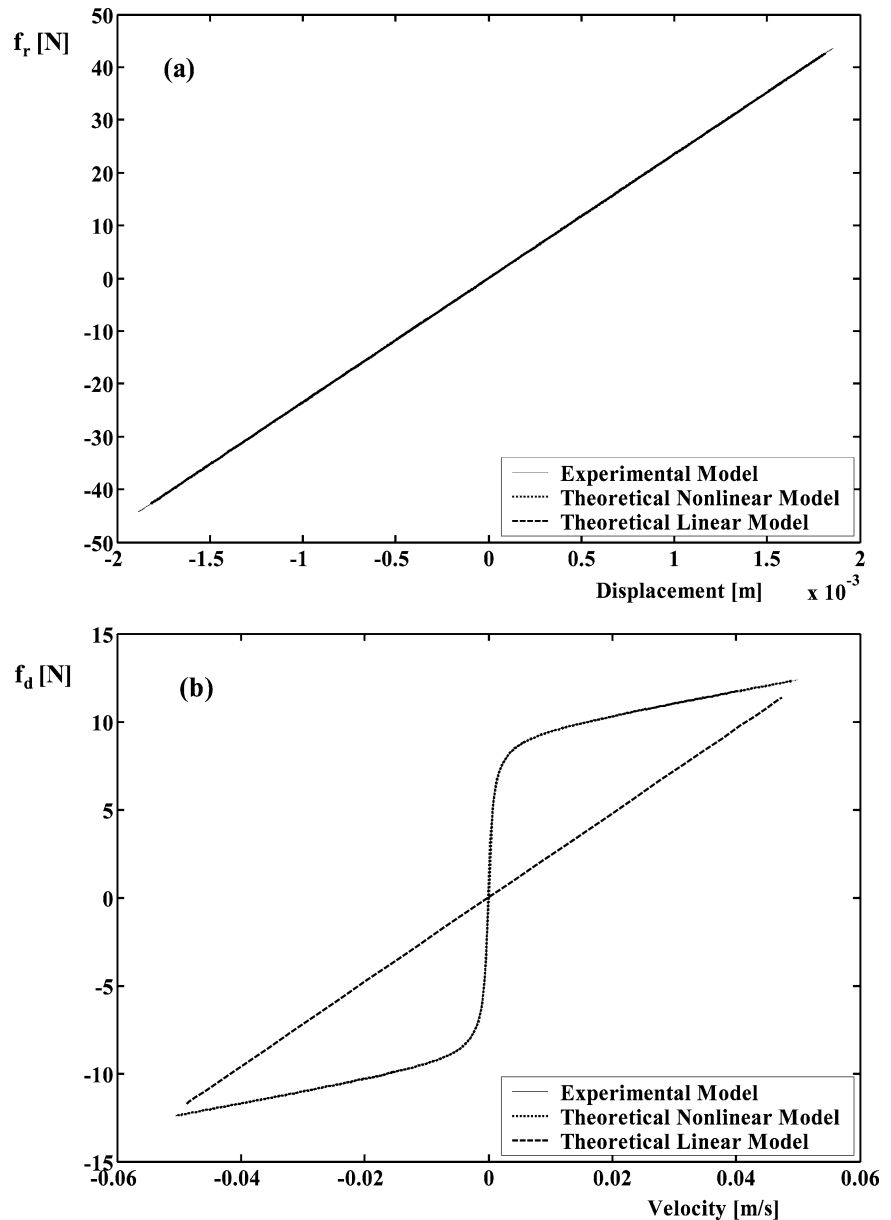 50
f_r [N]
(a)
40
30
20
10
0
-10
-20
-30
-40
-50
Experimental Model
Theoretical Nonlinear Model
Theoretical Linear Model
-2 -1.5 -1 -0.5 0 0.5 1 1.5 2
Displacement [m] x 10^-3
15
f_d [N]
(b)
10
5
0
-5
-10
-15
Experimental Model
Theoretical Nonlinear Model
Theoretical Linear Model
-0.06 -0.04 -0.02 0 0.02 0.04 0.06
Velocity [m/s]